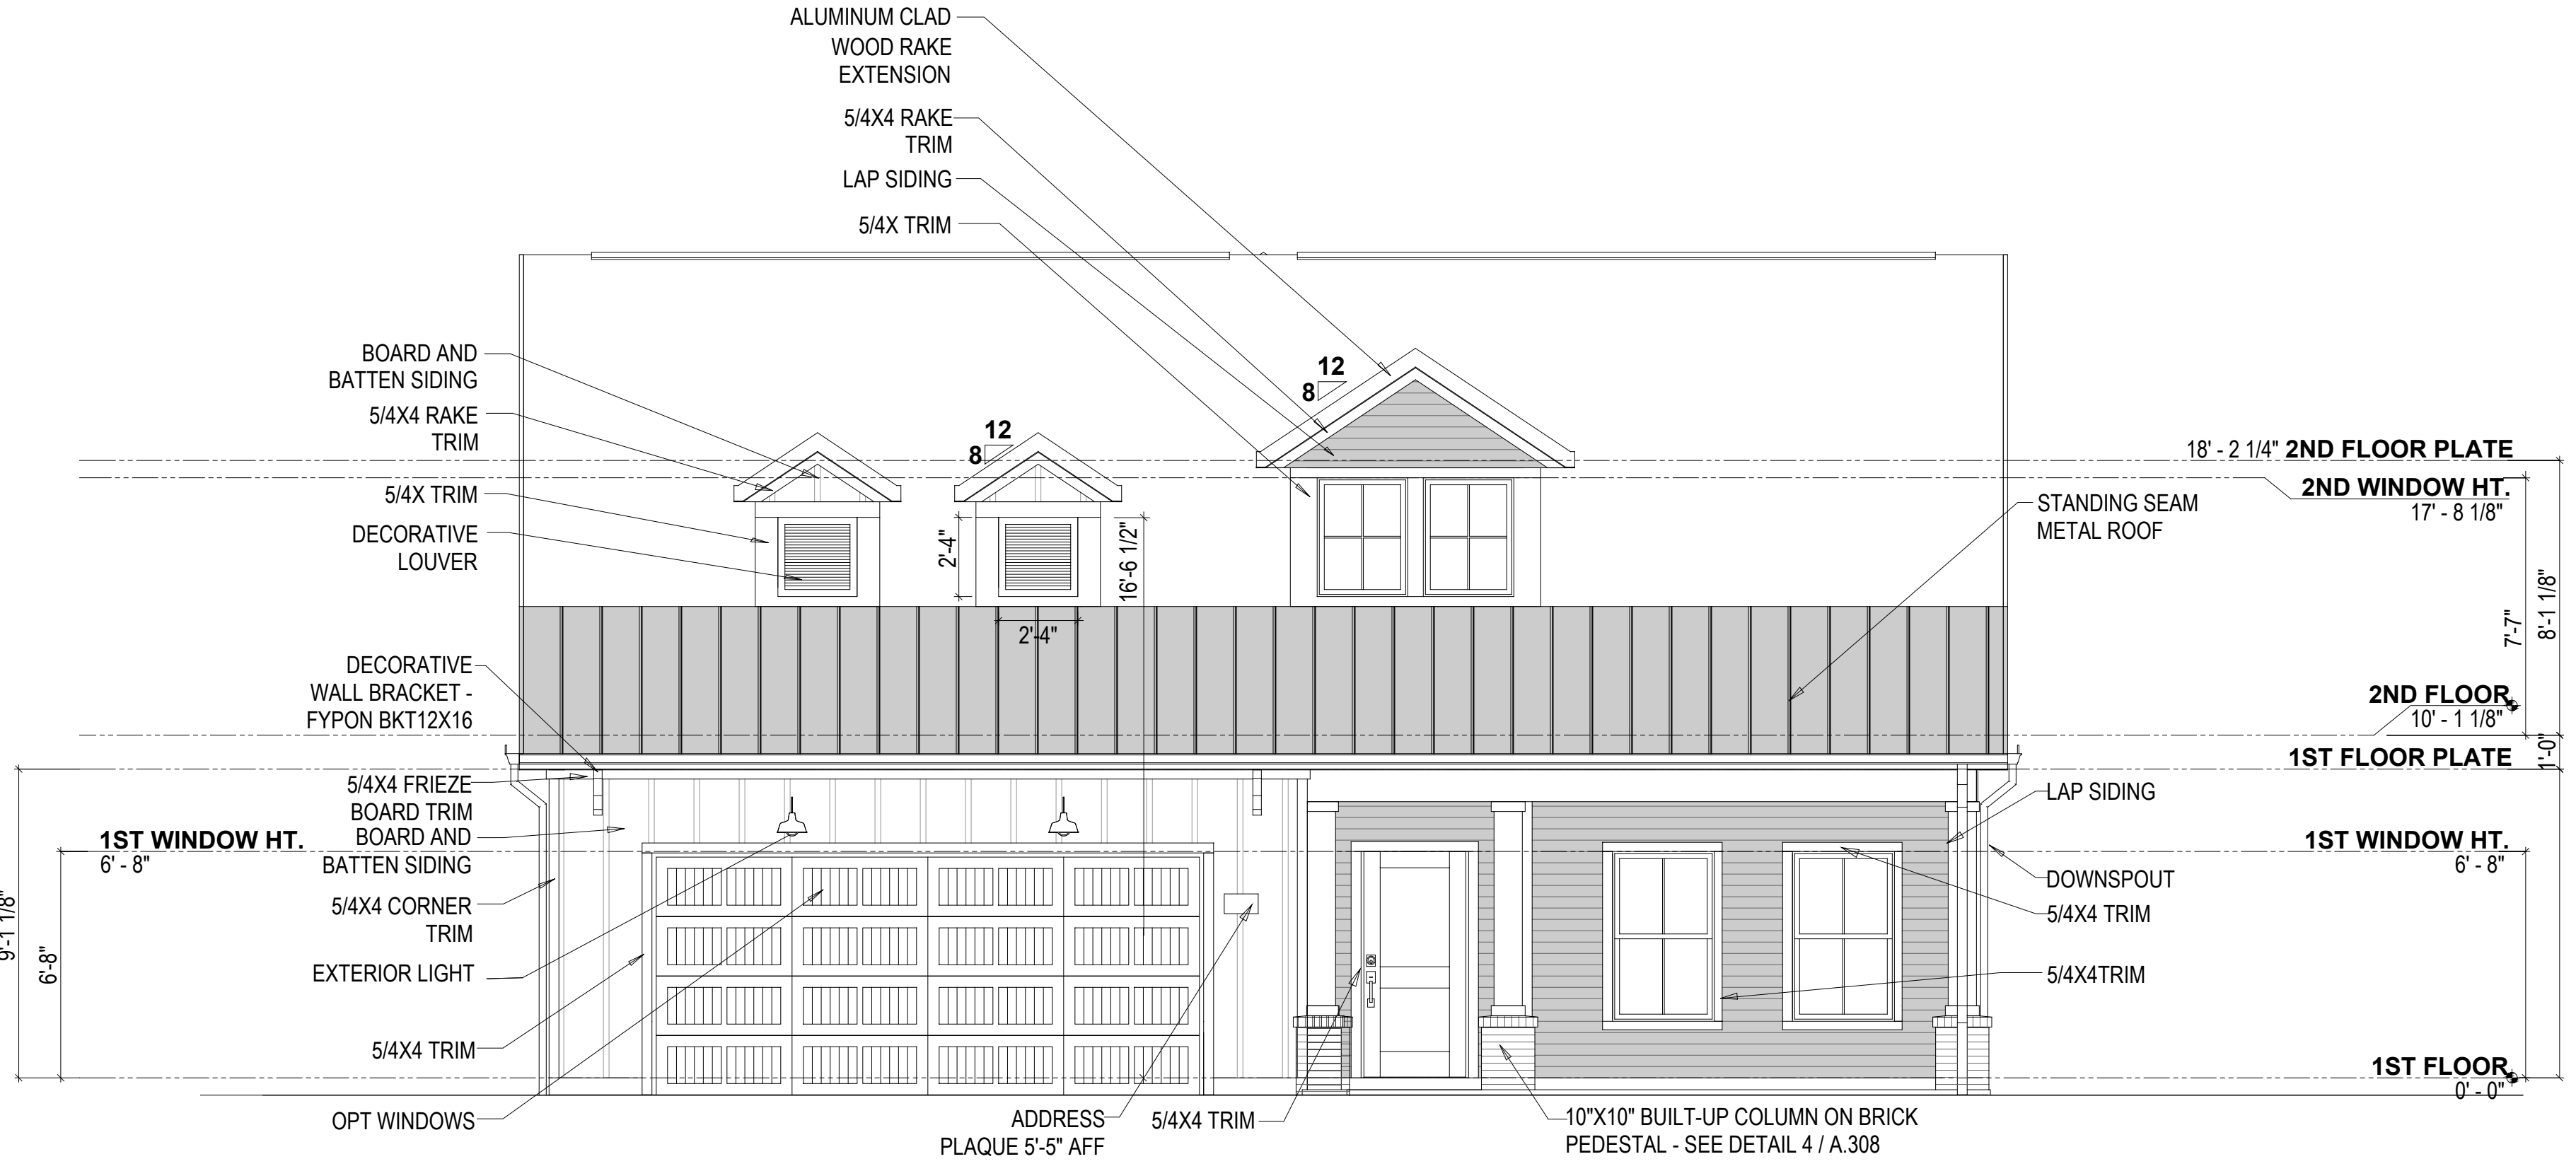 ALUMINUM CLAD
WOOD RAKE
EXTENSION
5/4X4 RAKE
TRIM
LAP SIDING
5/4X TRIM
BOARD AND
BATTEN SIDING
5/4X4 RAKE
TRIM
5/4X TRIM
DECORATIVE
LOUVER
12
8
12
8
2'-4"
2'-4"
16'-6 1/2"
18' - 2 1/4" 2ND FLOOR PLATE
2ND WINDOW HT.
17' - 8 1/8"
STANDING SEAM
METAL ROOF
7'-7"
8'-1 1/8"
2ND FLOOR
10' - 1 1/8"
1'-0"
1ST FLOOR PLATE
DECORATIVE
WALL BRACKET -
FYPON BKT12X16
5/4X4 FRIEZE
BOARD TRIM
BOARD AND
BATTEN SIDING
1ST WINDOW HT.
6' - 8"
9'-1 1/8"
6'-8"
5/4X4 CORNER
TRIM
EXTERIOR LIGHT
5/4X4 TRIM
OPT WINDOWS
LAP SIDING
1ST WINDOW HT.
6' - 8"
DOWNSPOUT
5/4X4 TRIM
5/4X4TRIM
1ST FLOOR
0' - 0"
ADDRESS
PLAQUE 5'-5" AFF
5/4X4 TRIM
10"X10" BUILT-UP COLUMN ON BRICK
PEDESTAL - SEE DETAIL 4 / A.308